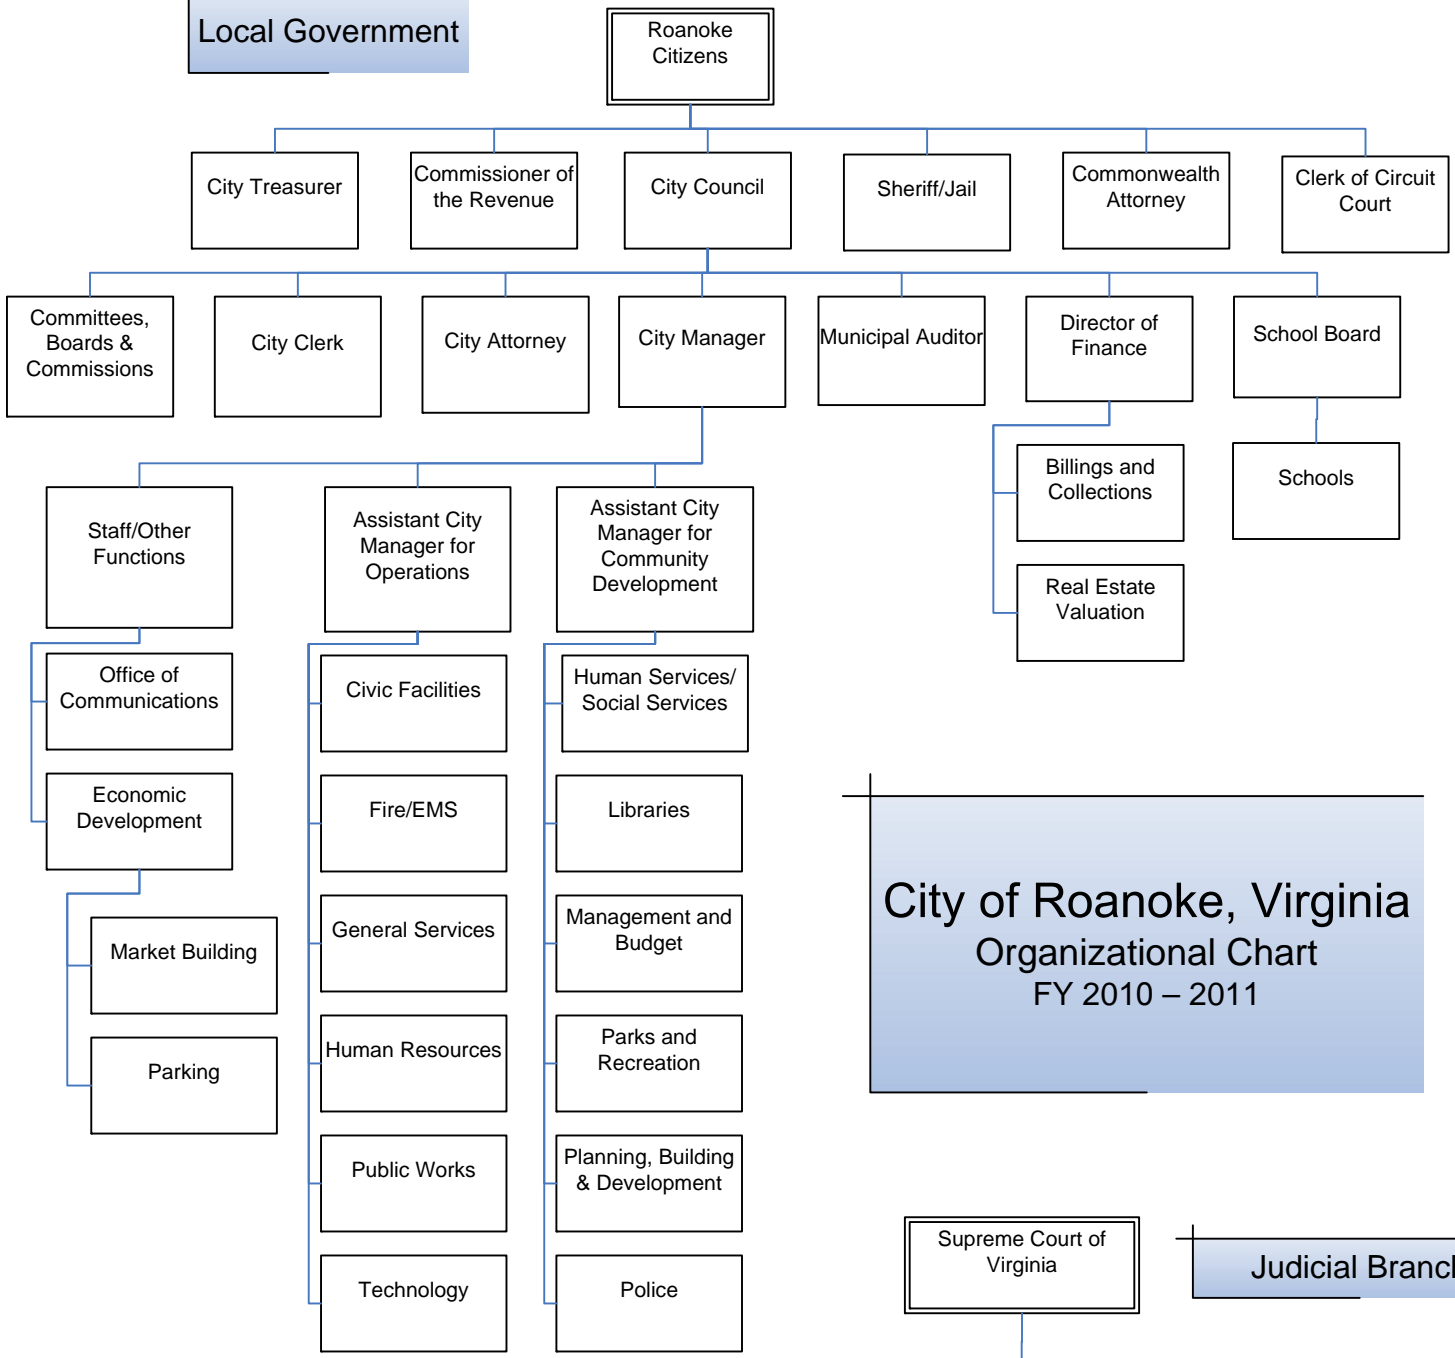 Local Government
Roanoke
Citizens
City Treasurer
Commissioner of
the Revenue
City Council
Sheriff/Jail
Commonwealth
Attorney
Clerk of Circuit
Court
Committees,
Boards &
Commissions
City Clerk
City Attorney
City Manager
Municipal Auditor
Director of
Finance
School Board
Billings and
Collections
Schools
Real Estate
Valuation
Staff/Other
Functions
Assistant City
Manager for
Operations
Assistant City
Manager for
Community
Development
Office of
Communications
Economic
Development
Market Building
Parking
Civic Facilities
Fire/EMS
General Services
Human Resources
Public Works
Technology
Human Services/
Social Services
Libraries
Management and
Budget
Parks and
Recreation
Planning, Building
& Development
Police
City of Roanoke, Virginia
Organizational Chart
FY 2010 – 2011
Supreme Court of
Virginia
Judicial Branch